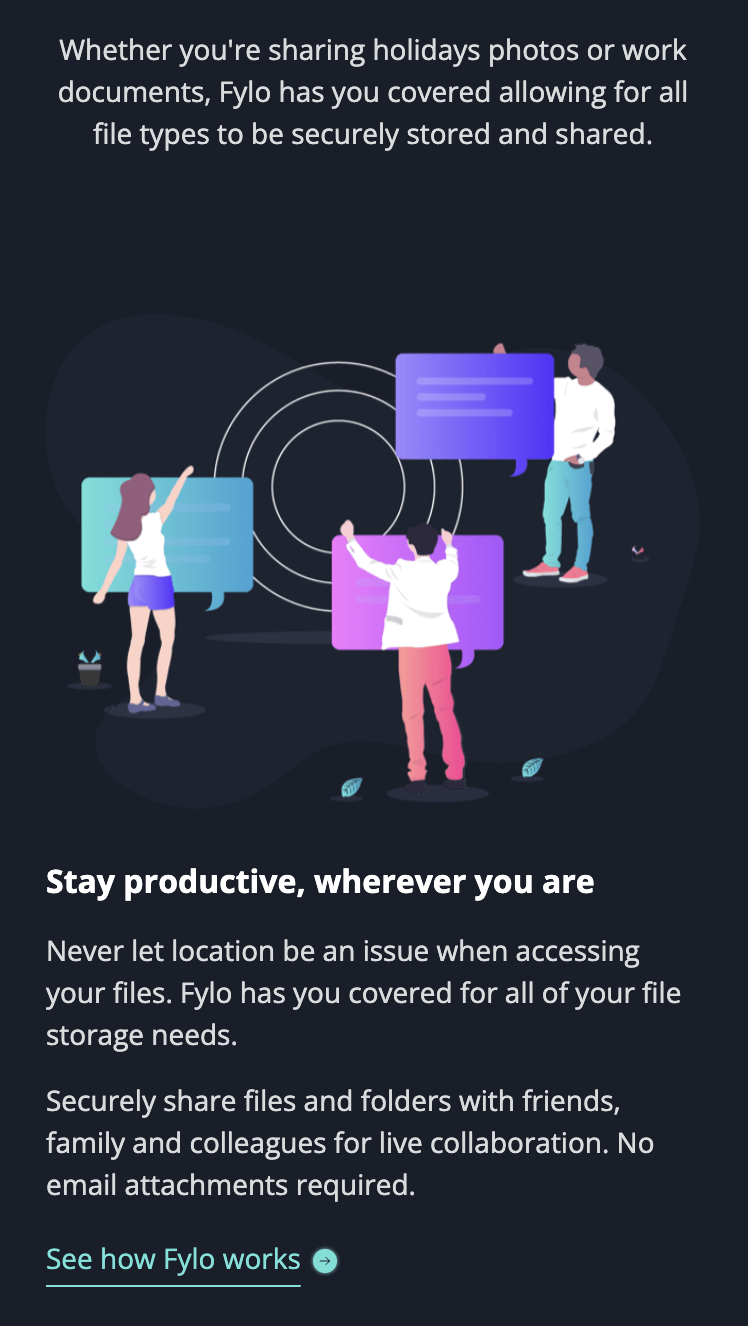 Whether you're sharing holidays photos or work
documents, Fylo has you covered allowing for all
file types to be securely stored and shared.
Stay productive, wherever you are
Never let location be an issue when accessing
your files. Fylo has you covered for all of your file
storage needs.
Securely share files and folders with friends,
family and colleagues for live collaboration. No
email attachments required.
See how Fylo works